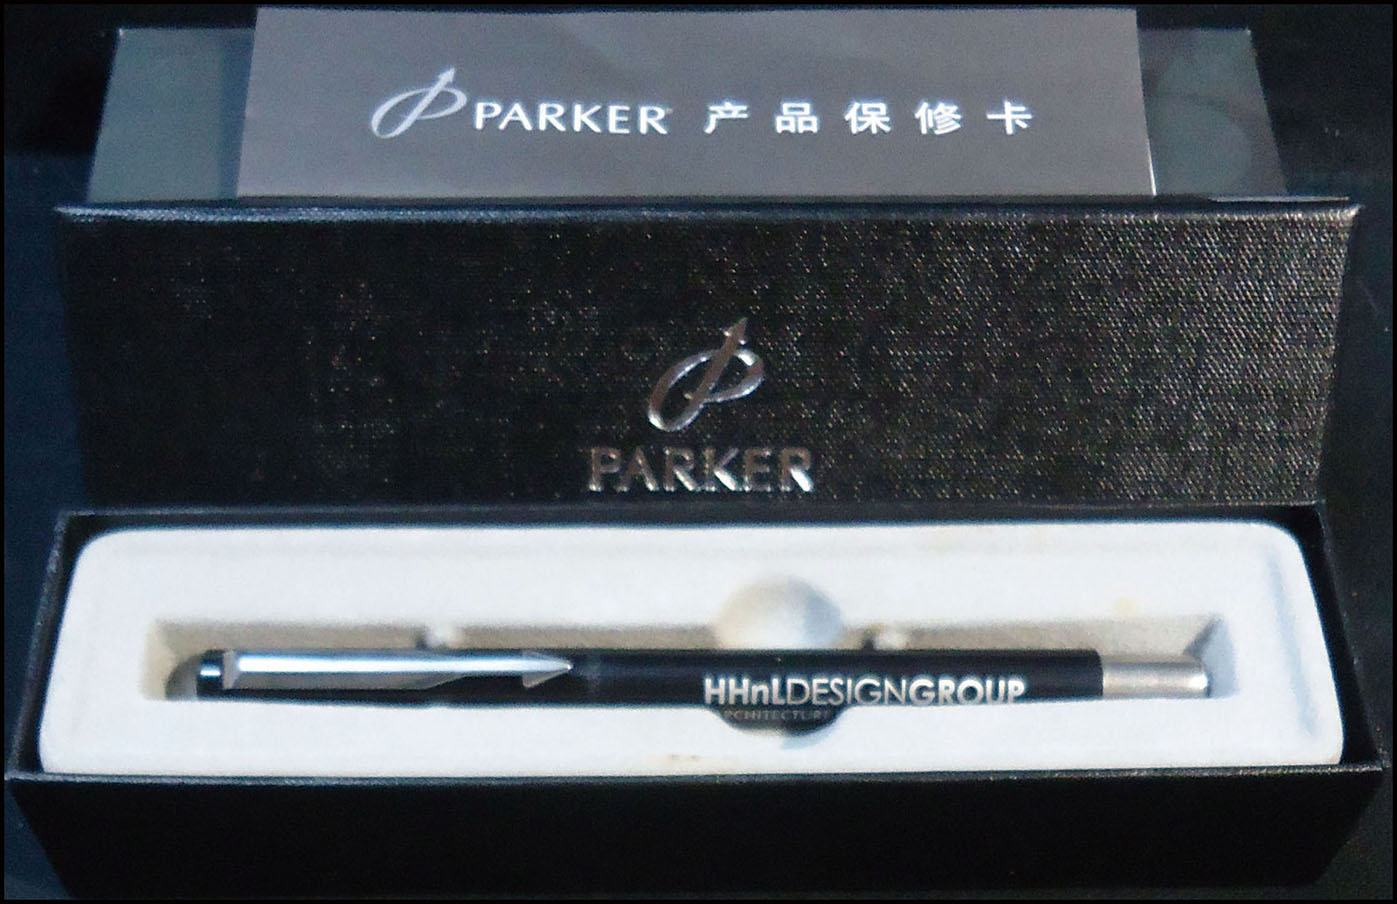 PARKER 产品保修卡
PARKER
HHnLDESIGNGROUP